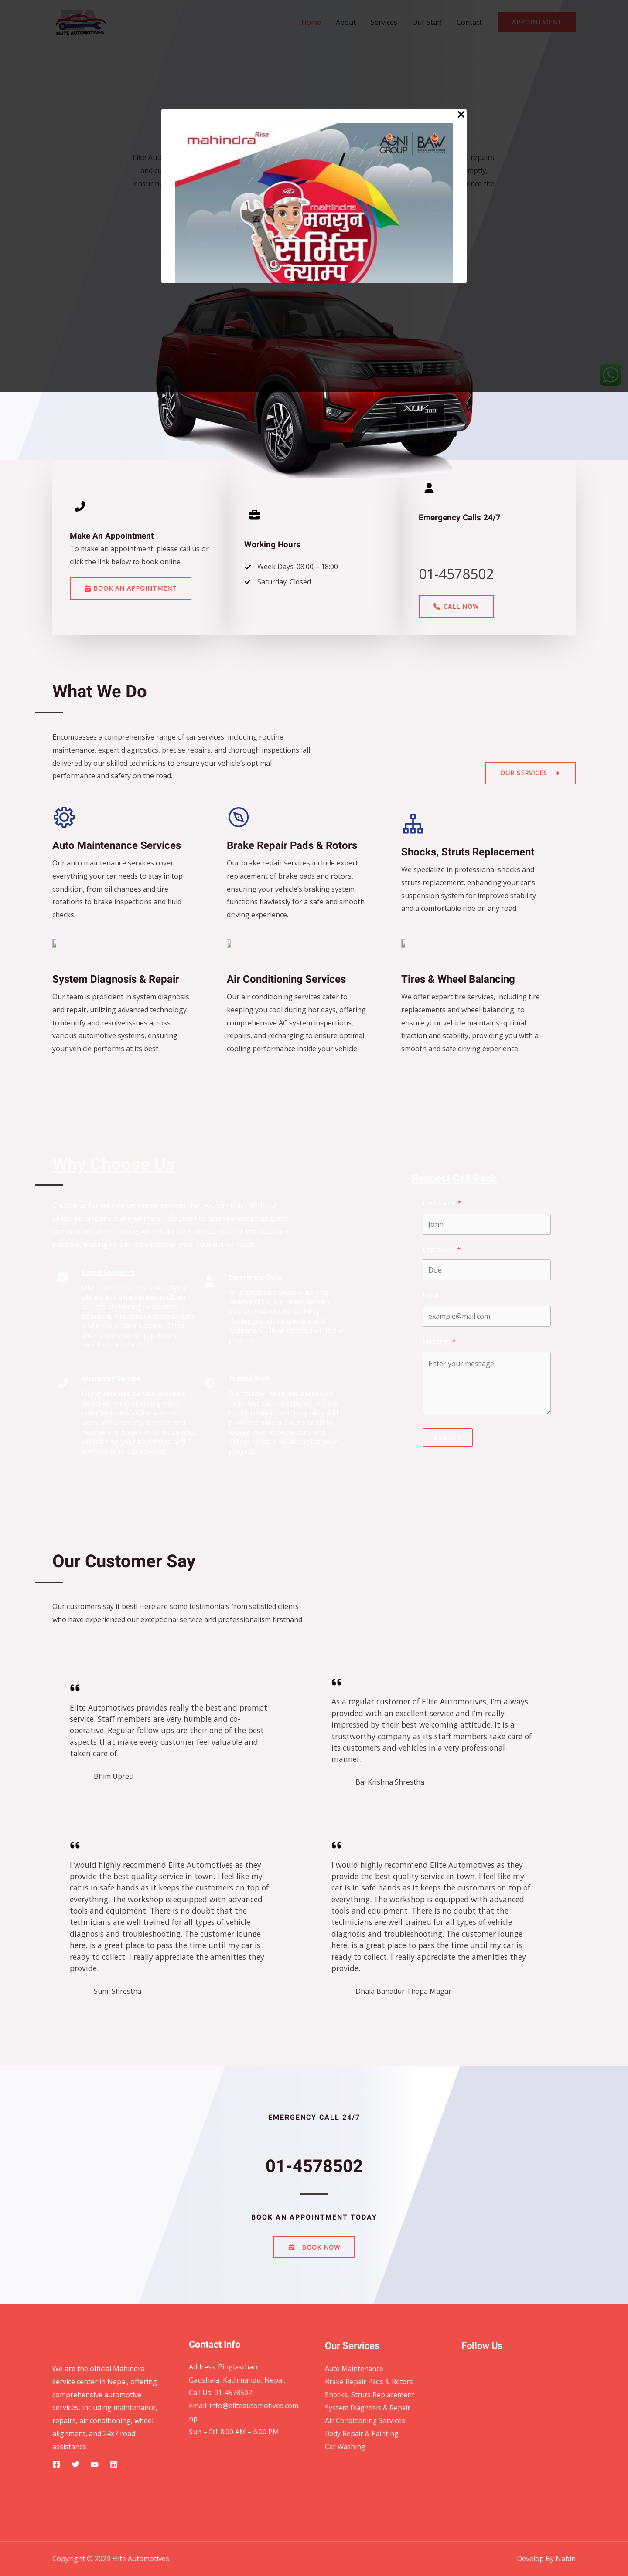 ELITE AUTOMOTIVES
Home
About
Services
Our Staff
Contact
APPOINTMENT
mahindra Rise
AGNI GROUP
BAW
मनसुन
सर्भिस
क्याम्प
XUV300
Make An Appointment
To make an appointment, please call us or
click the link below to book online.
BOOK AN APPOINTMENT
Working Hours
Week Days: 08:00 – 18:00
Saturday: Closed
Emergency Calls 24/7
01-4578502
CALL NOW
What We Do
Encompasses a comprehensive range of car services, including routine
maintenance, expert diagnostics, precise repairs, and thorough inspections, all
delivered by our skilled technicians to ensure your vehicle's optimal
performance and safety on the road.
OUR SERVICES
Auto Maintenance Services
Our auto maintenance services cover
everything your car needs to stay in top
condition, from oil changes and tire
rotations to brake inspections and fluid
checks.
Brake Repair Pads & Rotors
Our brake repair services include expert
replacement of brake pads and rotors,
ensuring your vehicle's braking system
functions flawlessly for a safe and smooth
driving experience.
Shocks, Struts Replacement
We specialize in professional shocks and
struts replacement, enhancing your car's
suspension system for improved stability
and a comfortable ride on any road.
System Diagnosis & Repair
Our team is proficient in system diagnosis
and repair, utilizing advanced technology
to identify and resolve issues across
various automotive systems, ensuring
your vehicle performs at its best.
Air Conditioning Services
Our air conditioning services cater to
keeping you cool during hot days, offering
comprehensive AC system inspections,
repairs, and recharging to ensure optimal
cooling performance inside your vehicle.
Tires & Wheel Balancing
We offer expert tire services, including tire
replacements and wheel balancing, to
ensure your vehicle maintains optimal
traction and stability, providing you with a
smooth and safe driving experience.
Why Choose Us
Request Call Back
*
John
*
Doe
example@mail.com
*
Enter your message
Our Customer Say
Our customers say it best! Here are some testimonials from satisfied clients
who have experienced our exceptional service and professionalism firsthand.
Elite Automotives provides really the best and prompt
service. Staff members are very humble and co-
operative. Regular follow ups are their one of the best
aspects that make every customer feel valuable and
taken care of.
Bhim Upreti
As a regular customer of Elite Automotives, I'm always
provided with an excellent service and I'm really
impressed by their best welcoming attitude. It is a
trustworthy company as its staff members take care of
its customers and vehicles in a very professional
manner.
Bal Krishna Shrestha
I would highly recommend Elite Automotives as they
provide the best quality service in town. I feel like my
car is in safe hands as it keeps the customers on top of
everything. The workshop is equipped with advanced
tools and equipment. There is no doubt that the
technicians are well trained for all types of vehicle
diagnosis and troubleshooting. The customer lounge
here, is a great place to pass the time until my car is
ready to collect. I really appreciate the amenities they
provide.
Sunil Shrestha
I would highly recommend Elite Automotives as they
provide the best quality service in town. I feel like my
car is in safe hands as it keeps the customers on top of
everything. The workshop is equipped with advanced
tools and equipment. There is no doubt that the
technicians are well trained for all types of vehicle
diagnosis and troubleshooting. The customer lounge
here, is a great place to pass the time until my car is
ready to collect. I really appreciate the amenities they
provide.
Dhala Bahadur Thapa Magar
EMERGENCY CALL 24/7
01-4578502
BOOK AN APPOINTMENT TODAY
BOOK NOW
We are the official Mahindra
service center in Nepal, offering
comprehensive automotive
services, including maintenance,
repairs, air conditioning, wheel
alignment, and 24x7 road
assistance.
Contact Info
Address: Pinglasthan,
Gaushala, Kathmandu, Nepal.
Call Us: 01-4578502
Email: info@eliteautomotives.com.
np
Sun – Fri: 8:00 AM – 6:00 PM
Our Services
Auto Maintenance
Brake Repair Pads & Rotors
Shocks, Struts Replacement
System Diagnosis & Repair
Air Conditioning Services
Body Repair & Painting
Car Washing
Follow Us
Copyright © 2023 Elite Automotives
Develop By Nabin